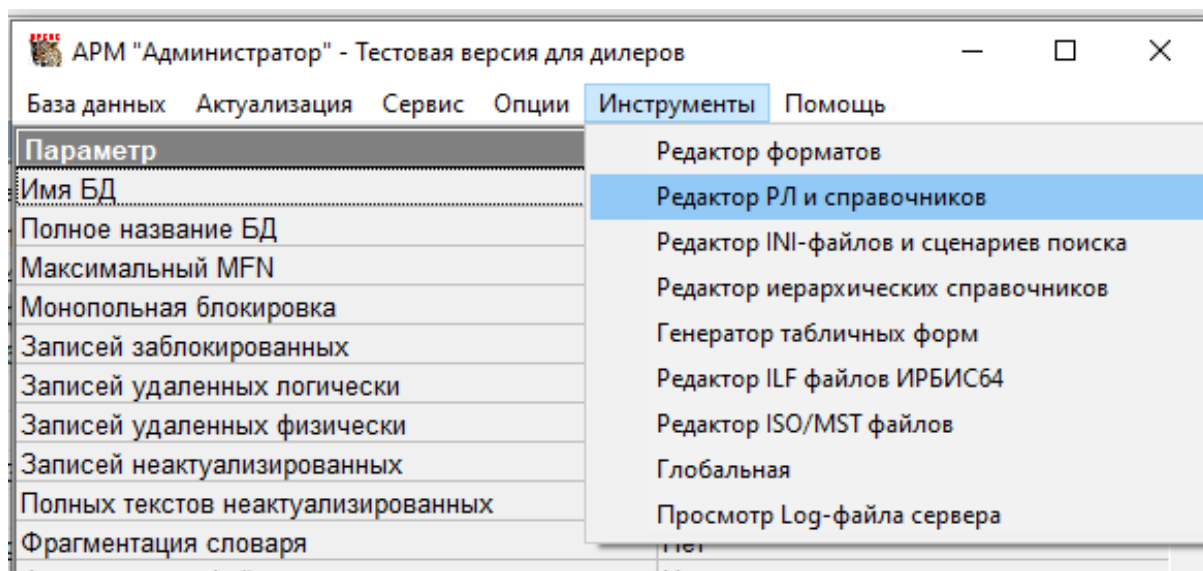 ИРБИС
АРМ "Администратор" - Тестовая версия для дилеров
База данных Актуализация Сервис Опции Инструменты Помощь
Параметр
Имя БД
Полное название БД
Максимальный MFN
Монопольная блокировка
Записей заблокированных
Записей удаленных логически
Записей удаленных физически
Записей неактуализированных
Полных текстов неактуализированных
Фрагментация словаря
Редактор форматов
Редактор РЛ и справочников
Редактор INI-файлов и сценариев поиска
Редактор иерархических справочников
Генератор табличных форм
Редактор ILF файлов ИРБИС64
Редактор ISO/MST файлов
Глобальная
Просмотр Log-файла сервера
Нет